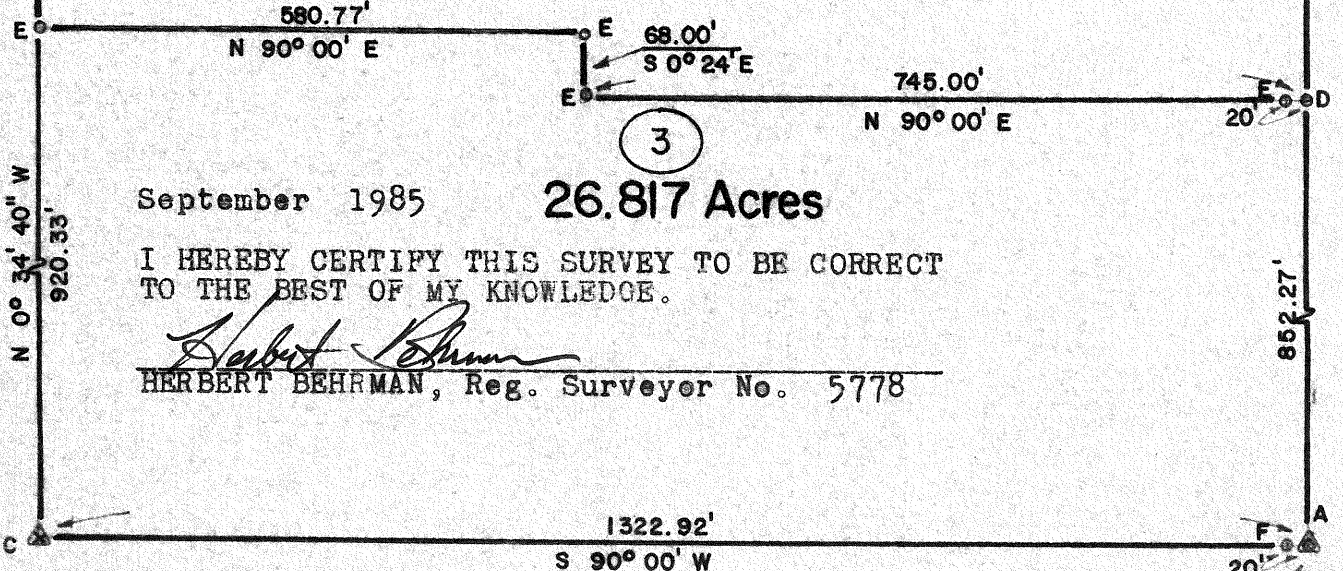 580.77'
E E
N 90° 00' E
68.00'
S 0° 24' E
745.00'
E E D
20'
N 90° 00' E
3
September 1985 26.817 Acres
N 0° 34' 40" W
920.33'
I HEREBY CERTIFY THIS SURVEY TO BE CORRECT
TO THE BEST OF MY KNOWLEDGE.
852.27'
Herbert Behrman
HERBERT BEHRMAN, Reg. Surveyor No. 5778
1322.92'
A
C F
S 90° 00' W
20'